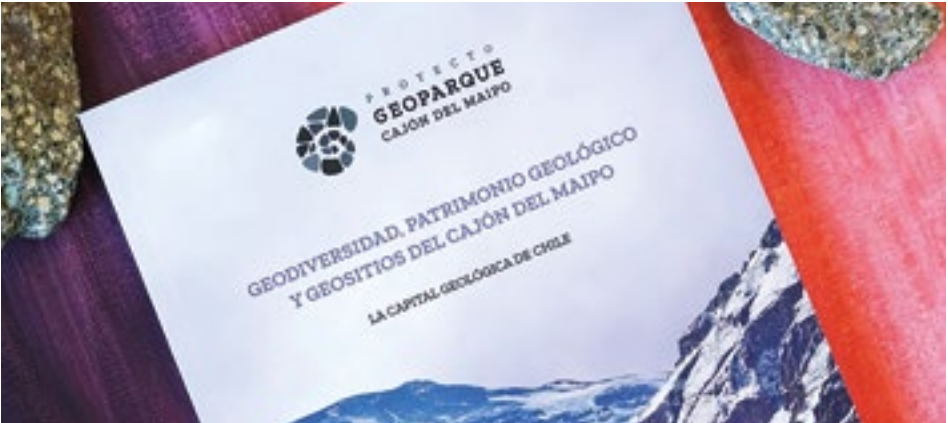 PROYECTO
GEOPARQUE
CAJÓN DEL MAIPO
GEODIVERSIDAD, PATRIMONIO GEOLÓGICO
Y GEOSITIOS DEL CAJÓN DEL MAIPO
LA CAPITAL GEOLÓGICA DE CHILE